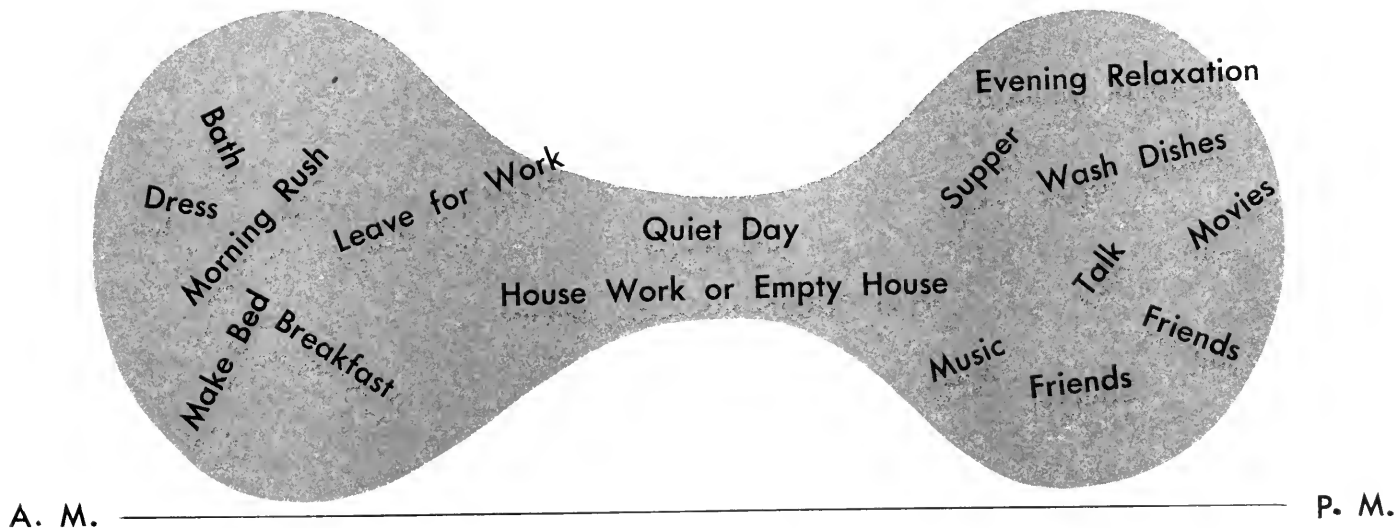 Bath
Dress
Morning Rush
Leave for Work
Make Bed
Breakfast
Quiet Day
House Work or Empty House
Evening Relaxation
Supper
Wash Dishes
Movies
Talk
Friends
Music
Friends
A. M.
P. M.